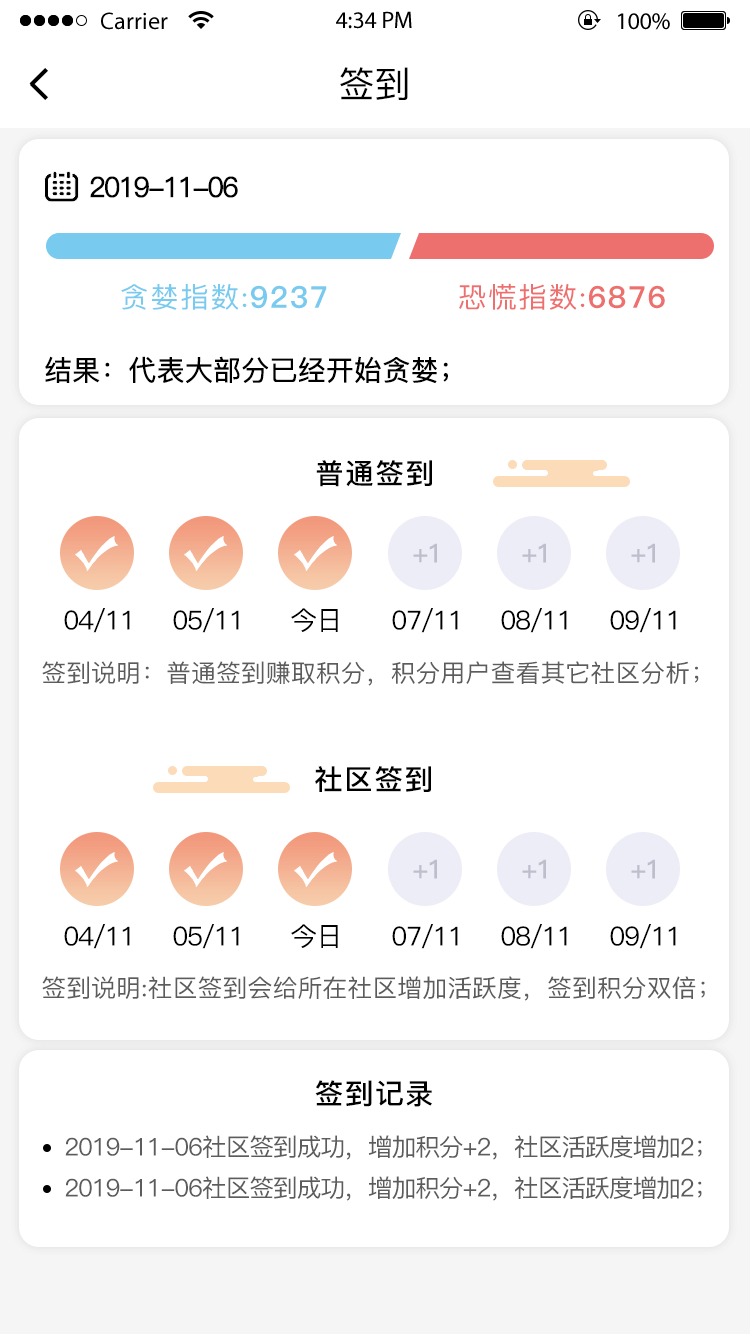 Carrier 4:34 PM 100%
签到
2019-11-06
贪婪指数:9237 恐慌指数:6876
结果：代表大部分已经开始贪婪；
普通签到
+1 +1 +1
04/11 05/11 今日 07/11 08/11 09/11
签到说明：普通签到赚取积分，积分用户查看其它社区分析；
社区签到
+1 +1 +1
04/11 05/11 今日 07/11 08/11 09/11
签到说明:社区签到会给所在社区增加活跃度，签到积分双倍；
签到记录
2019-11-06社区签到成功，增加积分+2，社区活跃度增加2；
2019-11-06社区签到成功，增加积分+2，社区活跃度增加2；